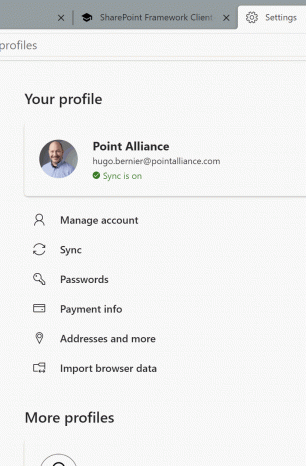 SharePoint Framework Client
Settings
profiles
Your profile
Point Alliance
hugo.bernier@pointalliance.com
Sync is on
Manage account
Sync
Passwords
Payment info
Addresses and more
Import browser data
More profiles